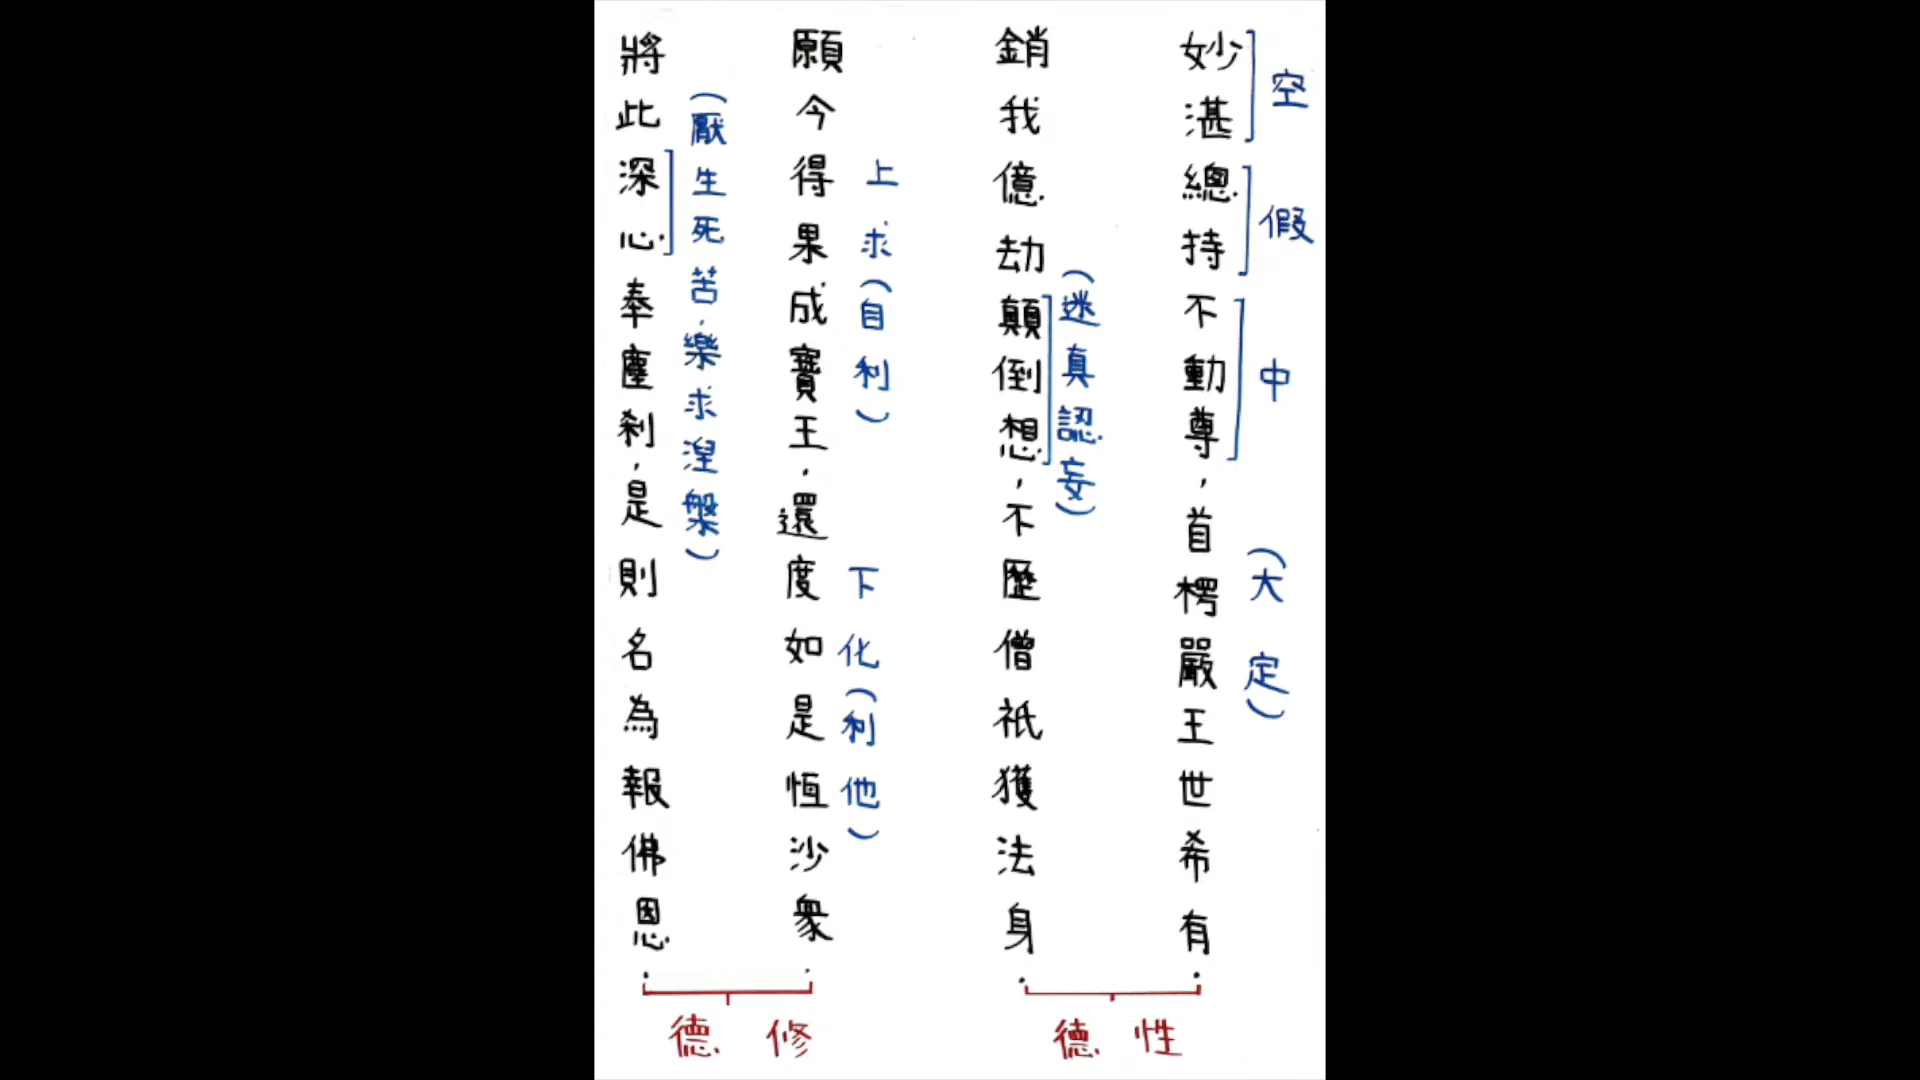 妙湛總持不動尊，首楞嚴王世希有.
空
假
中
(大定)
銷我億劫顛倒想，不歷僧祇獲法身.
(迷真認妄)
願今得果成寶王，還度如是恆沙眾.
上求(自利)
下化(利他)
將此深心奉塵剎，是則名為報佛恩.
(厭生死苦，樂求涅槃)
性德
修德